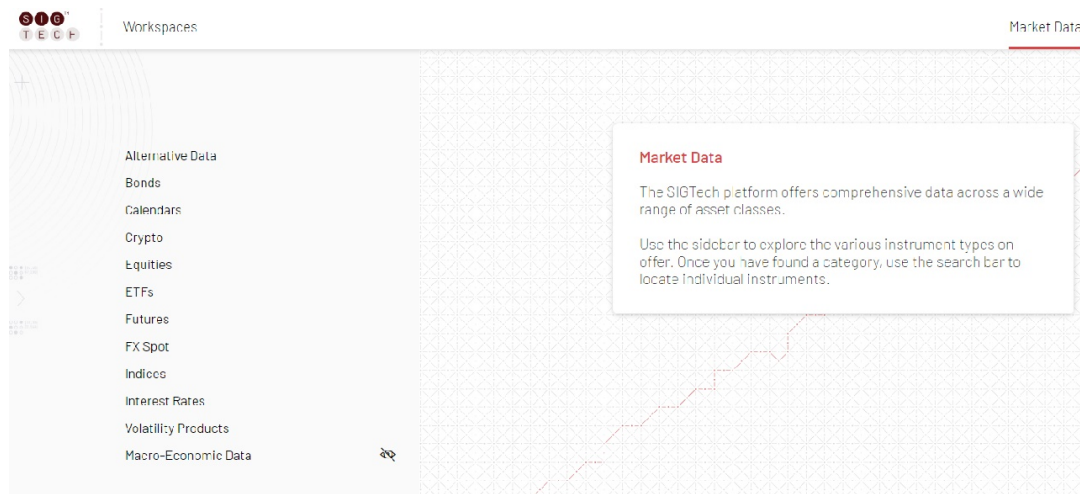 SIG™
TECH
Workspaces
Market Data
Alternative Data
Bonds
Calendars
Crypto
Equities
ETFs
Futures
FX Spot
Indices
Interest Rates
Volatility Products
Macro-Economic Data
Market Data
The SIGTech platform offers comprehensive data across a wide
range of asset classes.
Use the sidebar to explore the various instrument types on
offer. Once you have found a category, use the search bar to
locate individual instruments.